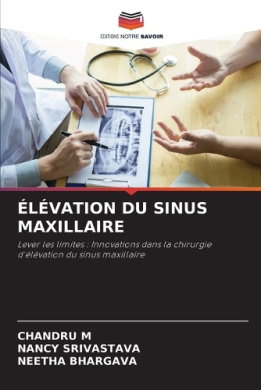 EDITIONS NOTRE SAVOIR
ÉLÉVATION DU SINUS
MAXILLAIRE
Lever les limites : Innovations dans la chirurgie
d'élévation du sinus maxillaire
CHANDRU M
NANCY SRIVASTAVA
NEETHA BHARGAVA